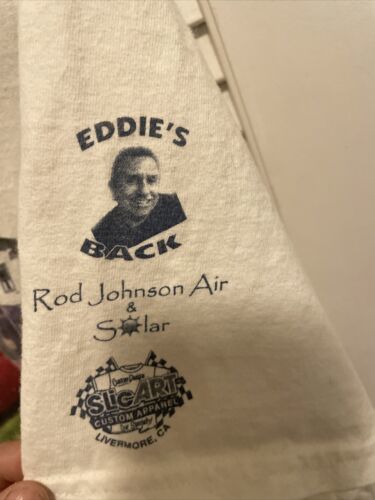 EDDIE'S
BACK
Rod Johnson Air
&
Solar
SLICART
CUSTOM APPAREL
LIVERMORE, CA